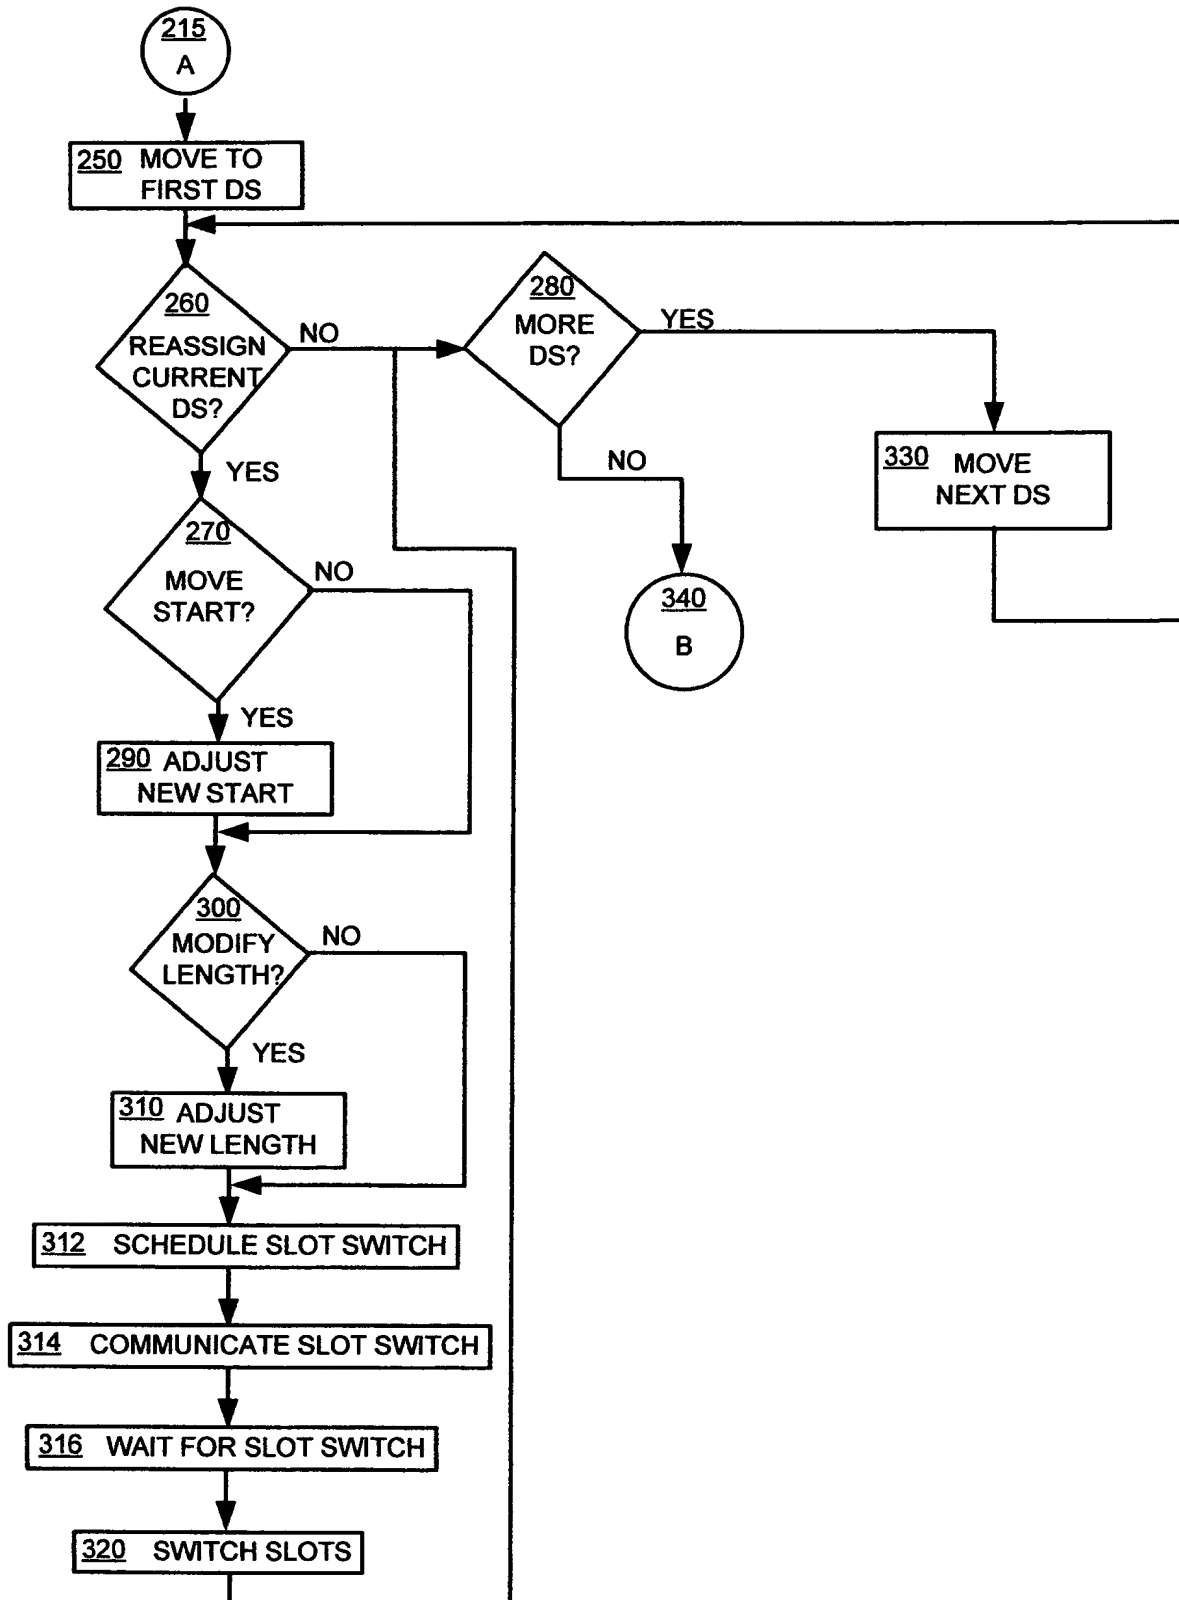 215
A
250 MOVE TO
FIRST DS
260
REASSIGN
CURRENT
DS?
NO
YES
280
MORE
DS?
YES
NO
330 MOVE
NEXT DS
340
B
270
MOVE
START?
NO
YES
290 ADJUST
NEW START
300
MODIFY
LENGTH?
NO
YES
310 ADJUST
NEW LENGTH
312 SCHEDULE SLOT SWITCH
314 COMMUNICATE SLOT SWITCH
316 WAIT FOR SLOT SWITCH
320 SWITCH SLOTS